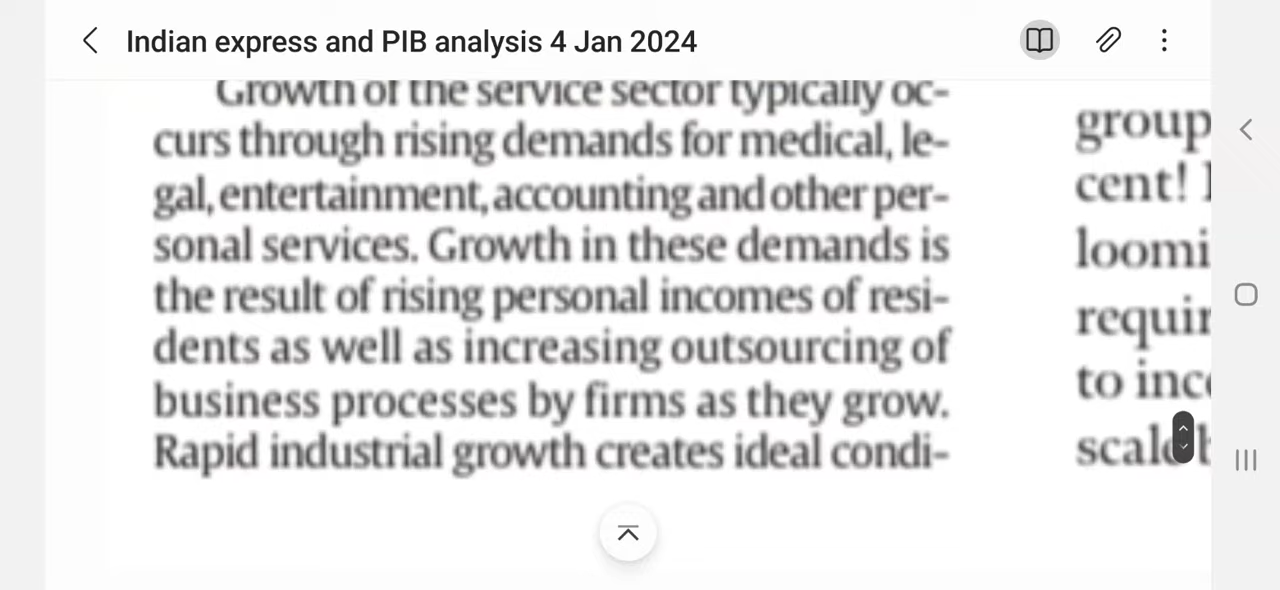 Indian express and PIB analysis 4 Jan 2024
Growth of the service sector typically oc-
curs through rising demands for medical, le-
gal, entertainment, accounting and other per-
sonal services. Growth in these demands is
the result of rising personal incomes of resi-
dents as well as increasing outsourcing of
business processes by firms as they grow.
Rapid industrial growth creates ideal condi-
group
cent!
loomi
requir
to inc
scale